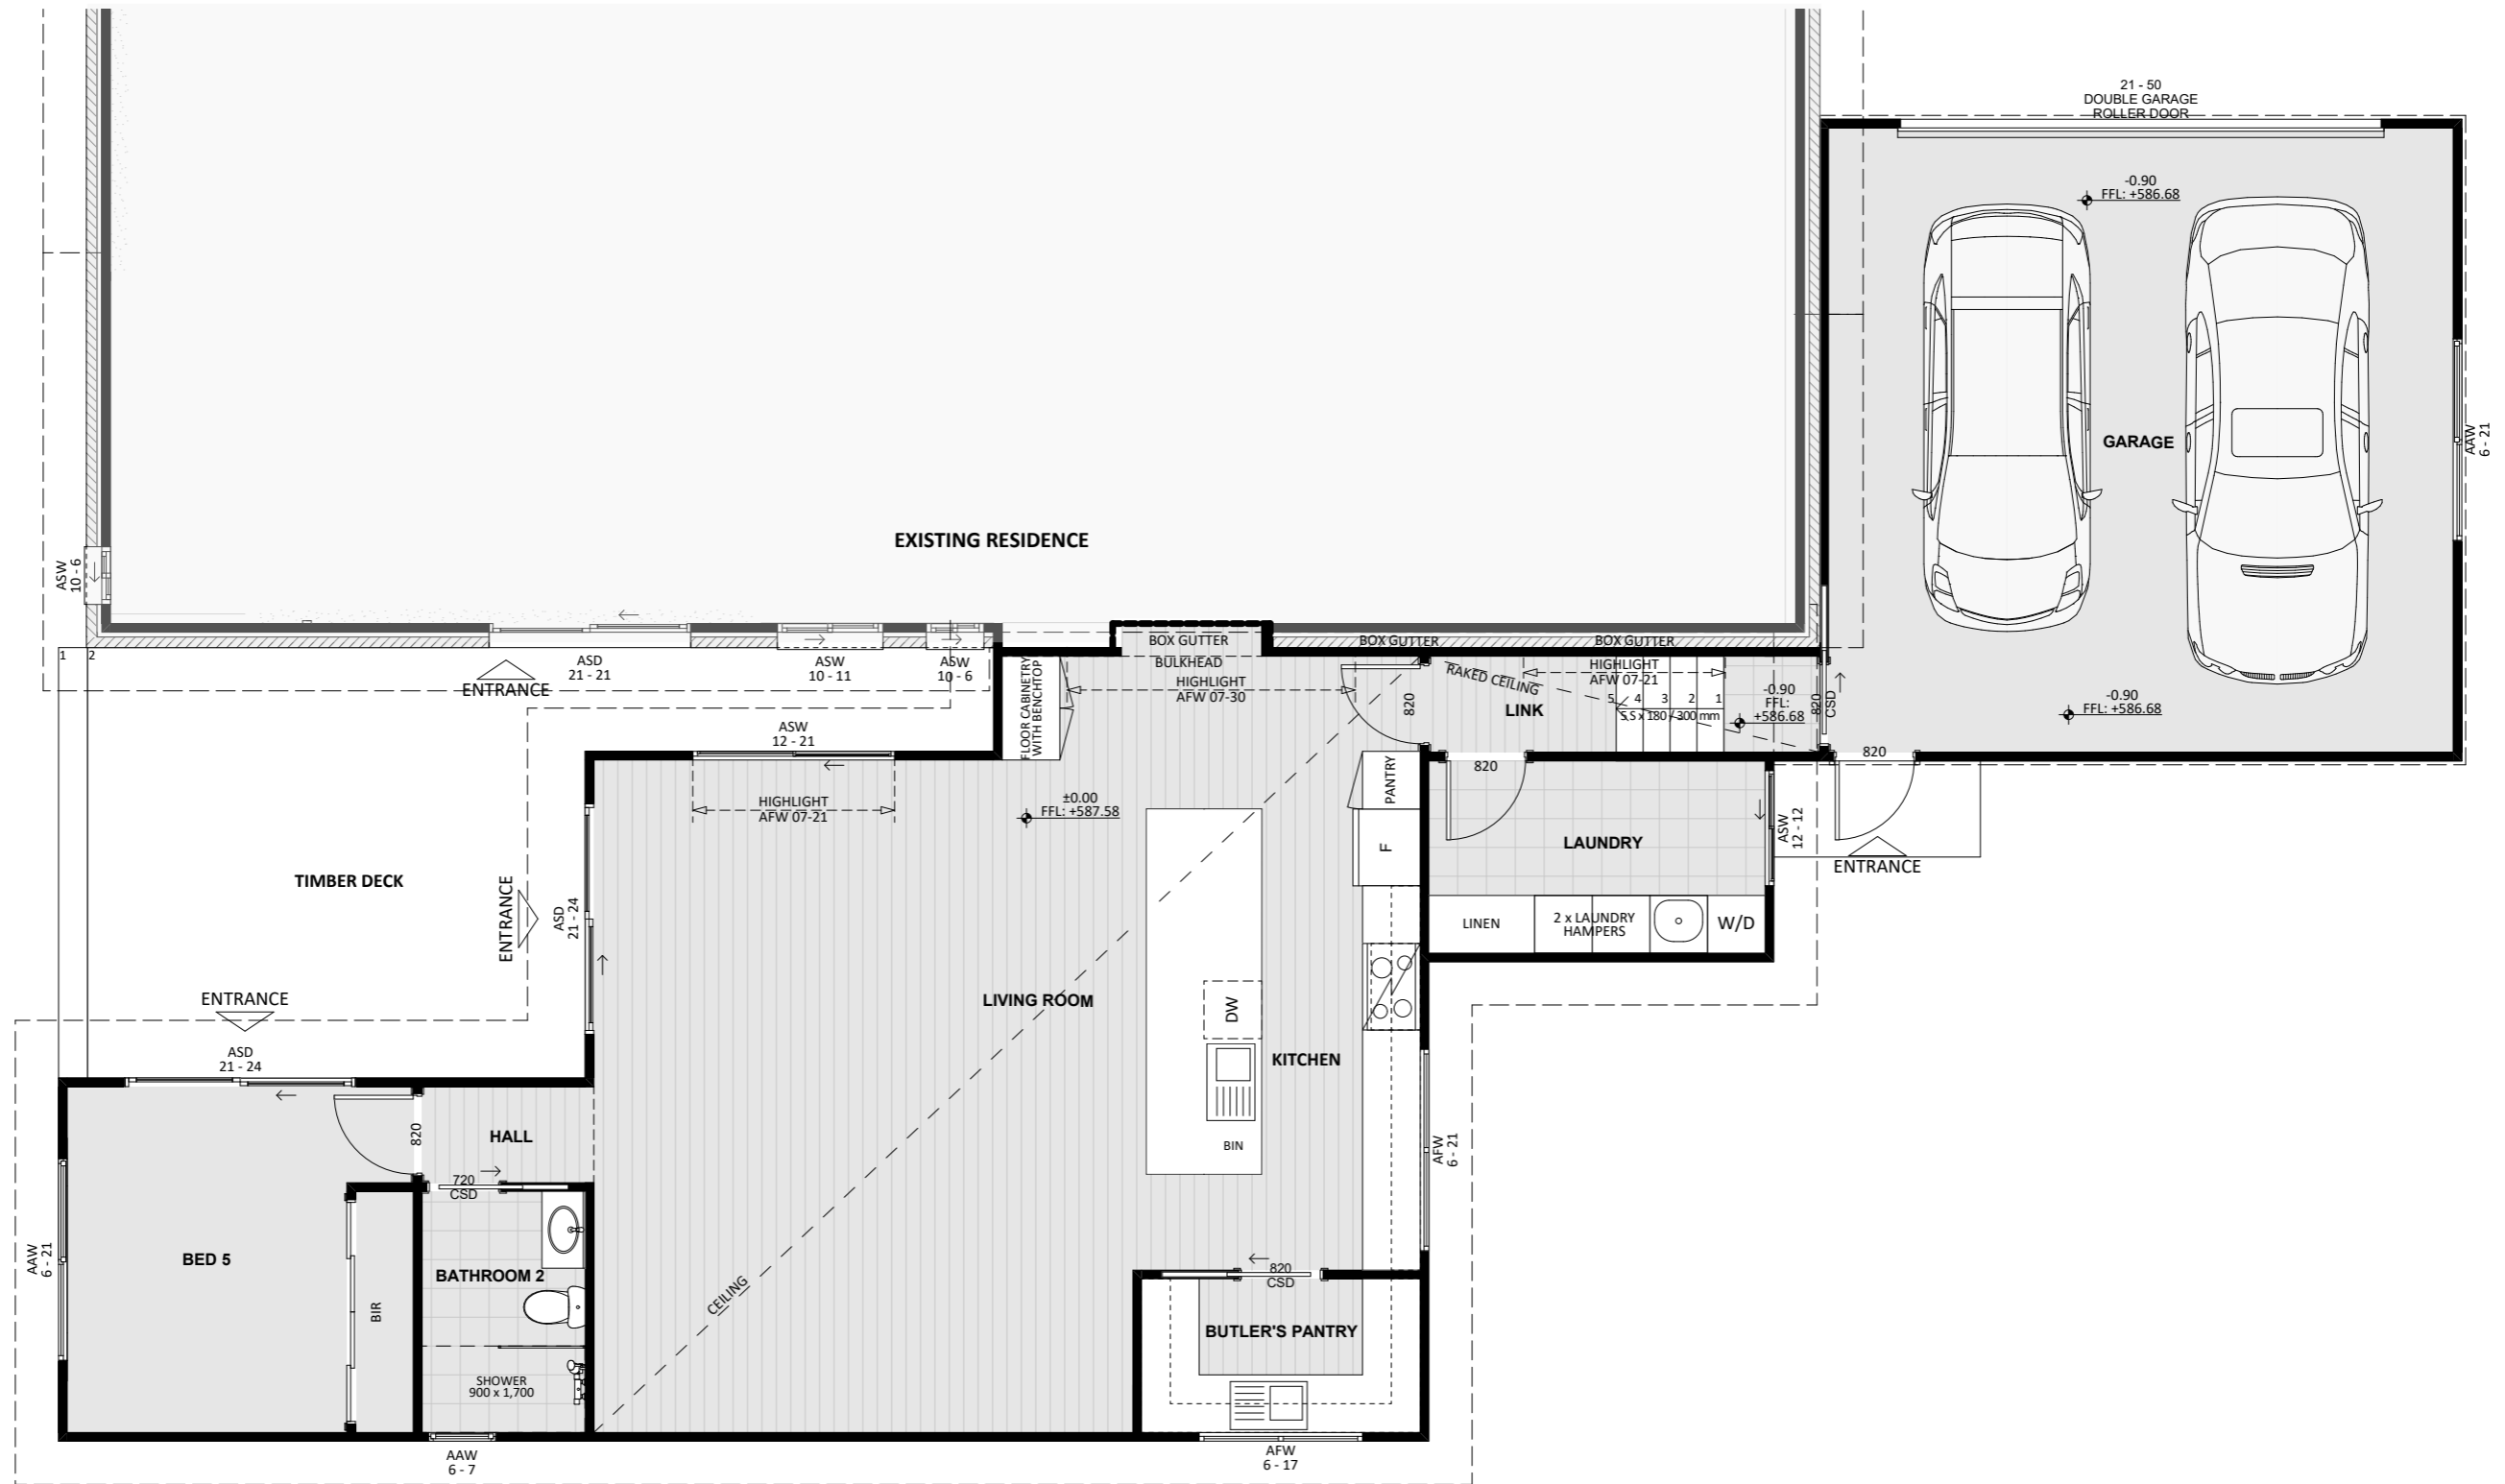 21 - 50
DOUBLE GARAGE
ROLLER DOOR
-0.90
FFL: +586.68
GARAGE
AAW
6 - 21
EXISTING RESIDENCE
ASW
10 - 6
1 2
ASD
21 - 21
ENTRANCE
ASW
10 - 11
ASW
10 - 6
BOX GUTTER
BOX GUTTER
BOX GUTTER
BULKHEAD
HIGHLIGHT
AFW 07-30
FLOOR CABINETRY
WITH BENCHTOP
820
RAKED CEILING
HIGHLIGHT
AFW 07-21
5 4 3 2 1
5 S x 180 / 300 mm
LINK
-0.90
FFL:
+586.68
820
CSD
-0.90
FFL: +586.68
820
ENTRANCE
ASW
12 - 21
HIGHLIGHT
AFW 07-21
±0.00
FFL: +587.58
PANTRY
F
820
LAUNDRY
ASW
12 - 12
LINEN
2 x LAUNDRY
HAMPERS
W/D
TIMBER DECK
ENTRANCE
ASD
21 - 24
ENTRANCE
ASD
21 - 24
LIVING ROOM
DW
KITCHEN
BIN
AFW
6 - 21
HALL
820
720
CSD
BED 5
AAW
6 - 21
BIR
BATHROOM 2
SHOWER
900 x 1,700
CEILING
820
CSD
BUTLER'S PANTRY
AAW
6 - 7
AFW
6 - 17